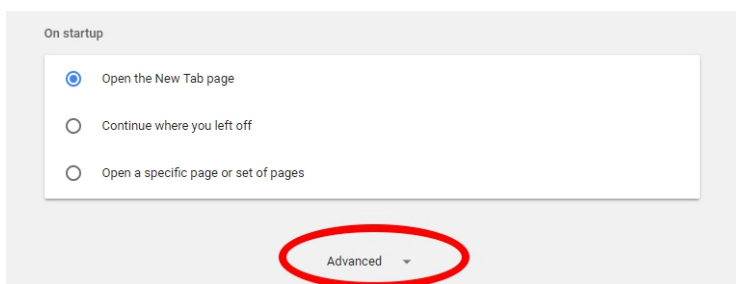 On startup
Open the New Tab page
Continue where you left off
Open a specific page or set of pages
Advanced